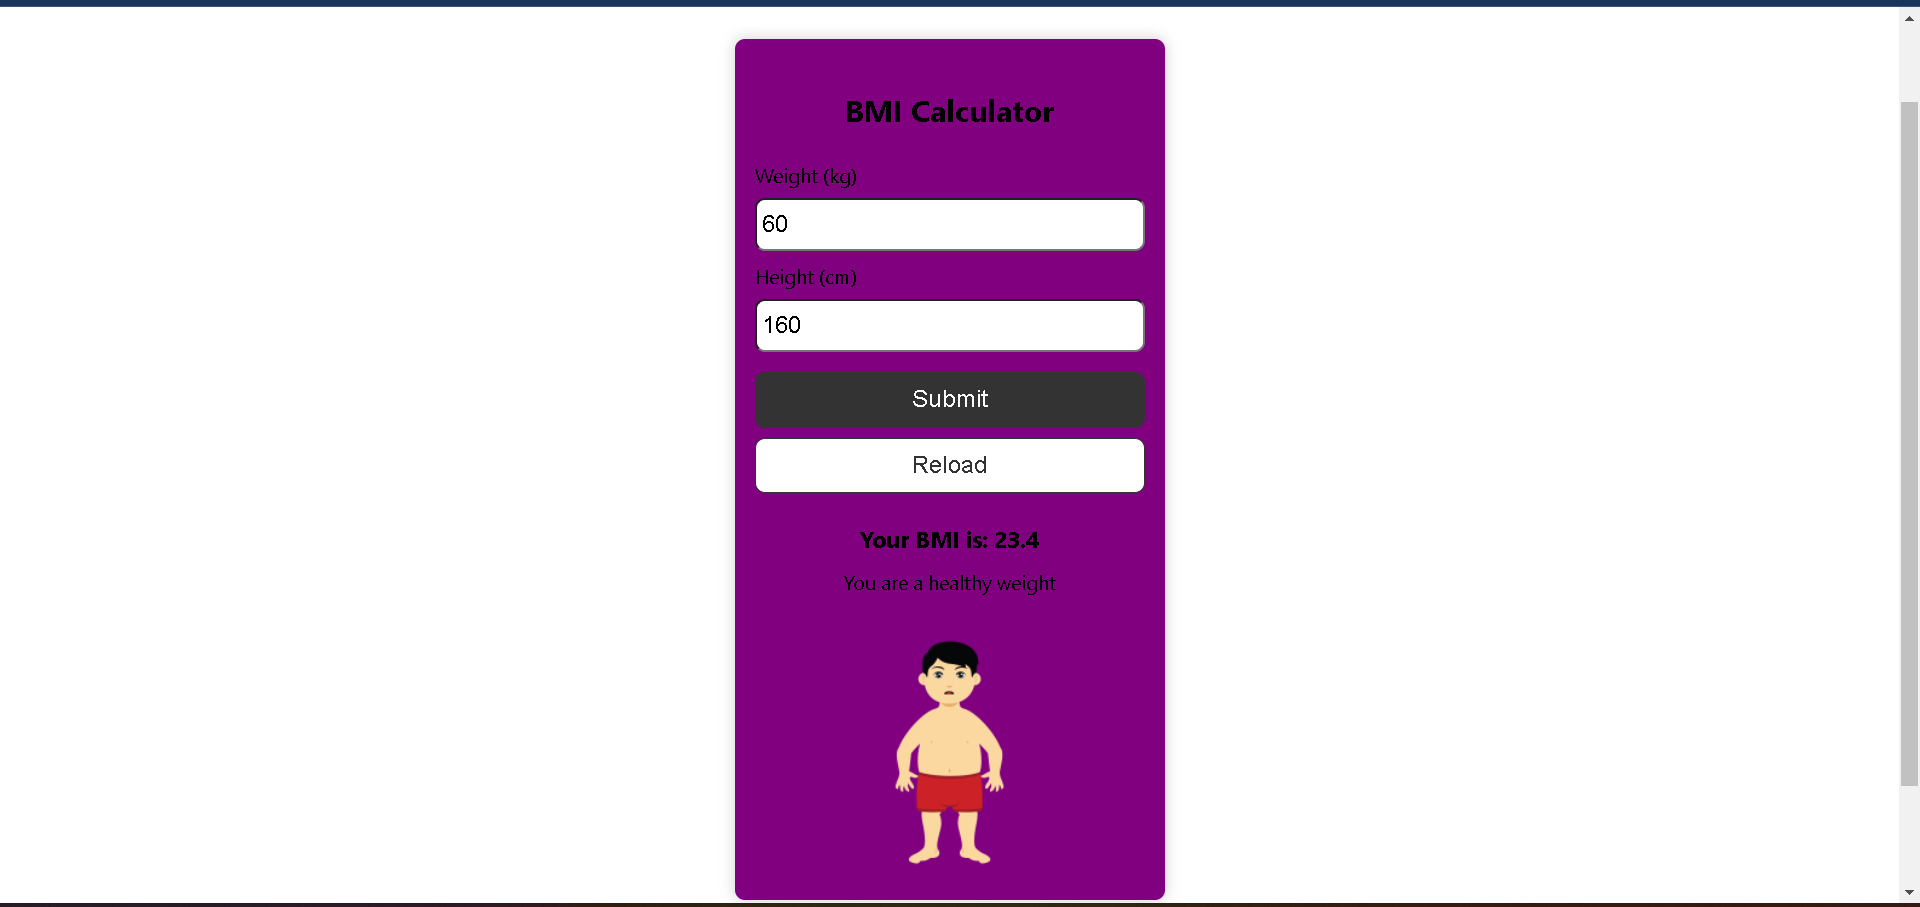 BMI Calculator
Weight (kg)
60
Height (cm)
160
Submit
Reload
Your BMI is: 23.4
You are a healthy weight